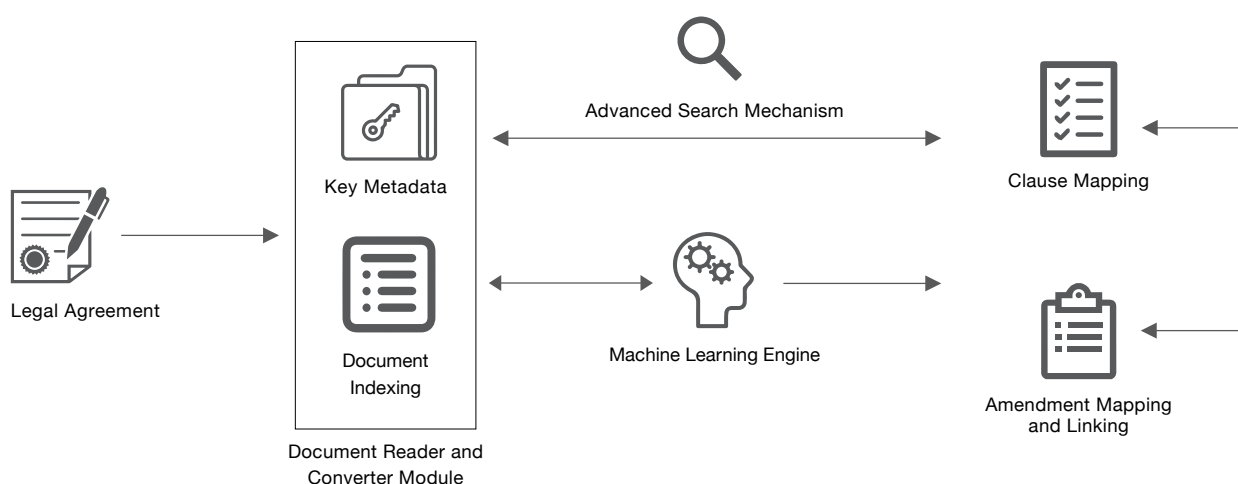 Advanced Search Mechanism
Key Metadata
Clause Mapping
Legal Agreement
Document
Indexing
Machine Learning Engine
Amendment Mapping
and Linking
Document Reader and
Converter Module